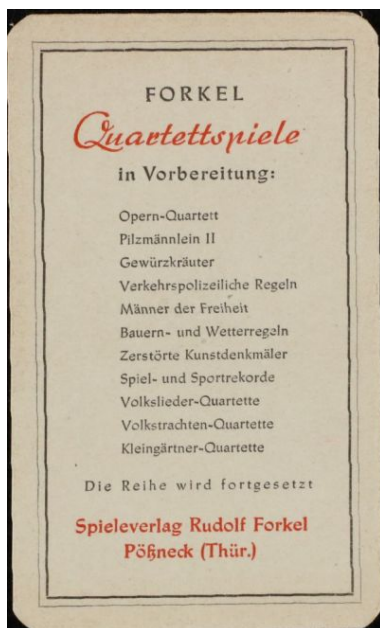 FORKEL
Quartettspiele
in Vorbereitung:
Opern-Quartett
Pilzmännlein II
Gewürzkräuter
Verkehrspolizeiliche Regeln
Männer der Freiheit
Bauern- und Wetterregeln
Zerstörte Kunstdenkmäler
Spiel- und Sportrekorde
Volkslieder-Quartette
Volkstrachten-Quartette
Kleingärtner-Quartette
Die Reihe wird fortgesetzt
Spieleverlag Rudolf Forkel
Pößneck (Thür.)